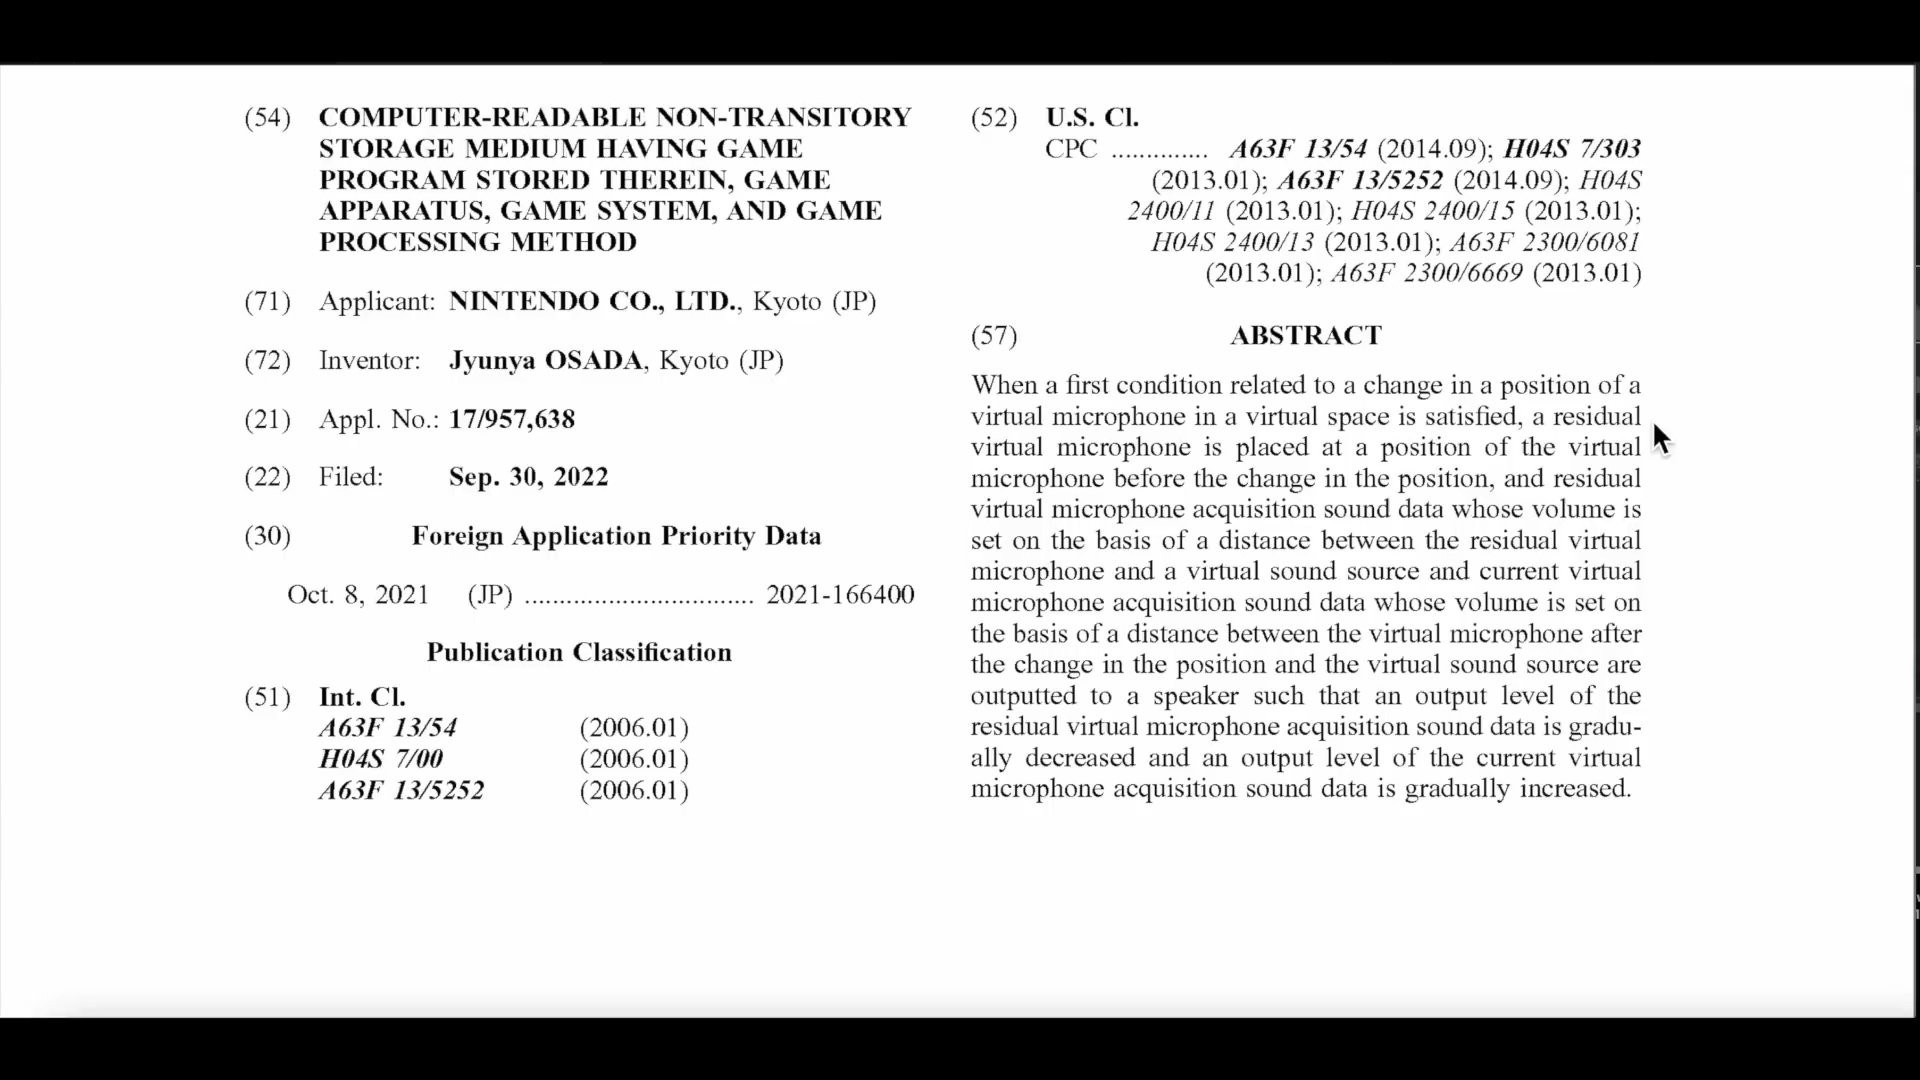 (54) COMPUTER-READABLE NON-TRANSITORY
STORAGE MEDIUM HAVING GAME
PROGRAM STORED THEREIN, GAME
APPARATUS, GAME SYSTEM, AND GAME
PROCESSING METHOD
(71) Applicant: NINTENDO CO., LTD., Kyoto (JP)
(72) Inventor: Jyunya OSADA, Kyoto (JP)
(21) Appl. No.: 17/957,638
(22) Filed: Sep. 30, 2022
(30) Foreign Application Priority Data
Oct. 8, 2021 (JP) ................................ 2021-166400
Publication Classification
(51) Int. Cl.
A63F 13/54 (2006.01)
H04S 7/00 (2006.01)
A63F 13/5252 (2006.01)
(52) U.S. Cl.
CPC .............. A63F 13/54 (2014.09); H04S 7/303
(2013.01); A63F 13/5252 (2014.09); H04S
2400/11 (2013.01); H04S 2400/15 (2013.01);
H04S 2400/13 (2013.01); A63F 2300/6081
(2013.01); A63F 2300/6669 (2013.01)
(57) ABSTRACT
When a first condition related to a change in a position of a
virtual microphone in a virtual space is satisfied, a residual
virtual microphone is placed at a position of the virtual
microphone before the change in the position, and residual
virtual microphone acquisition sound data whose volume is
set on the basis of a distance between the residual virtual
microphone and a virtual sound source and current virtual
microphone acquisition sound data whose volume is set on
the basis of a distance between the virtual microphone after
the change in the position and the virtual sound source are
outputted to a speaker such that an output level of the
residual virtual microphone acquisition sound data is gradu-
ally decreased and an output level of the current virtual
microphone acquisition sound data is gradually increased.